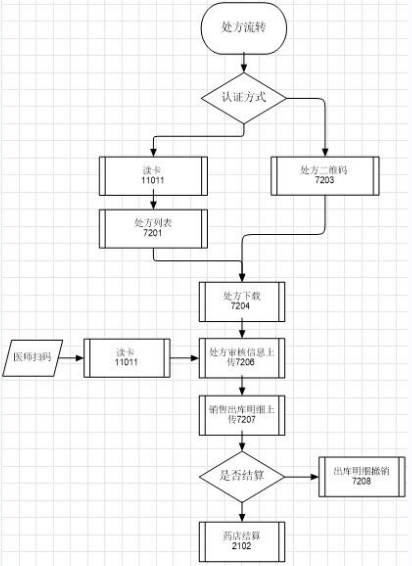 处方流转
认证方式
读卡
11011
处方二维码
7203
处方列表
7201
处方下载
7204
医师扫码
读卡
11011
处方审核信息上
传7206
销售出库明细上
传7207
是否结算
出库明细撤销
7208
药店结算
2102